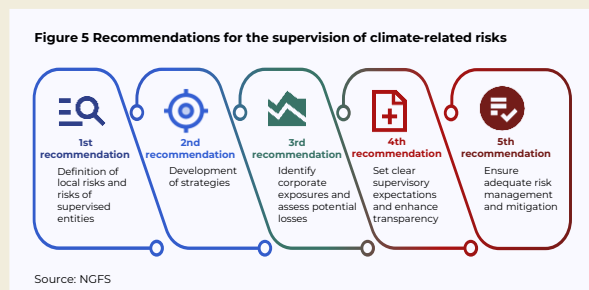 Figure 5 Recommendations for the supervision of climate-related risks
1st
recommendation
Definition of
local risks and
risks of
supervised
entities
2nd
recommendation
Development
of strategies
3rd
recommendation
Identify
corporate
exposures and
assess potential
losses
4th
recommendation
Set clear
supervisory
expectations
and enhance
transparency
5th
recommendation
Ensure
adequate risk
management
and mitigation
Source: NGFS